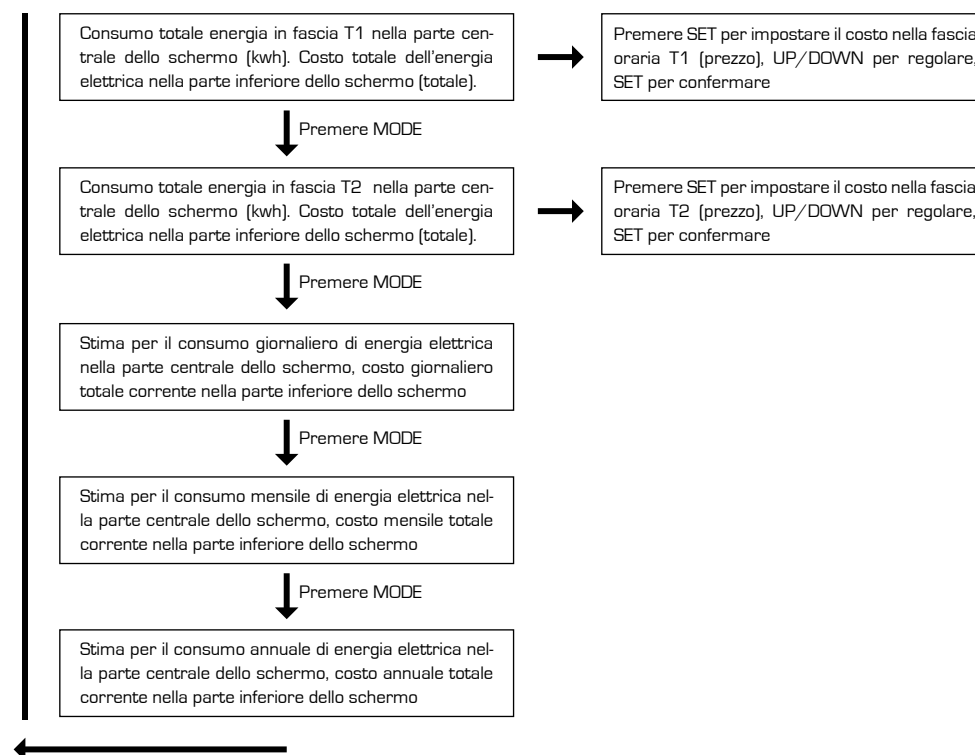 Consumo totale energia in fascia T1 nella parte cen-
trale dello schermo (kwh). Costo totale dell'energia
elettrica nella parte inferiore dello schermo (totale).
Premere SET per impostare il costo nella fascia
oraria T1 (prezzo), UP/DOWN per regolare,
SET per confermare
Premere MODE
Consumo totale energia in fascia T2 nella parte cen-
trale dello schermo (kwh). Costo totale dell'energia
elettrica nella parte inferiore dello schermo (totale).
Premere SET per impostare il costo nella fascia
oraria T2 (prezzo), UP/DOWN per regolare,
SET per confermare
Premere MODE
Stima per il consumo giornaliero di energia elettrica
nella parte centrale dello schermo, costo giornaliero
totale corrente nella parte inferiore dello schermo
Premere MODE
Stima per il consumo mensile di energia elettrica nel-
la parte centrale dello schermo, costo mensile totale
corrente nella parte inferiore dello schermo
Premere MODE
Stima per il consumo annuale di energia elettrica nel-
la parte centrale dello schermo, costo annuale totale
corrente nella parte inferiore dello schermo